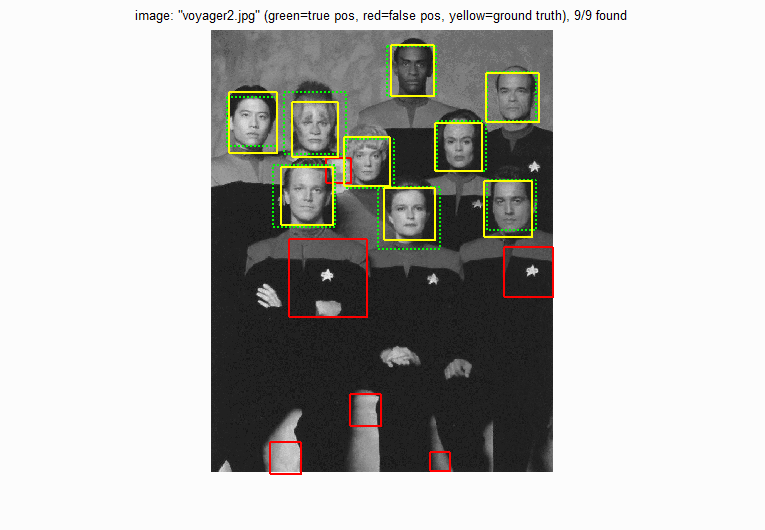 image: "voyager2.jpg" (green=true pos, red=false pos, yellow=ground truth), 9/9 found